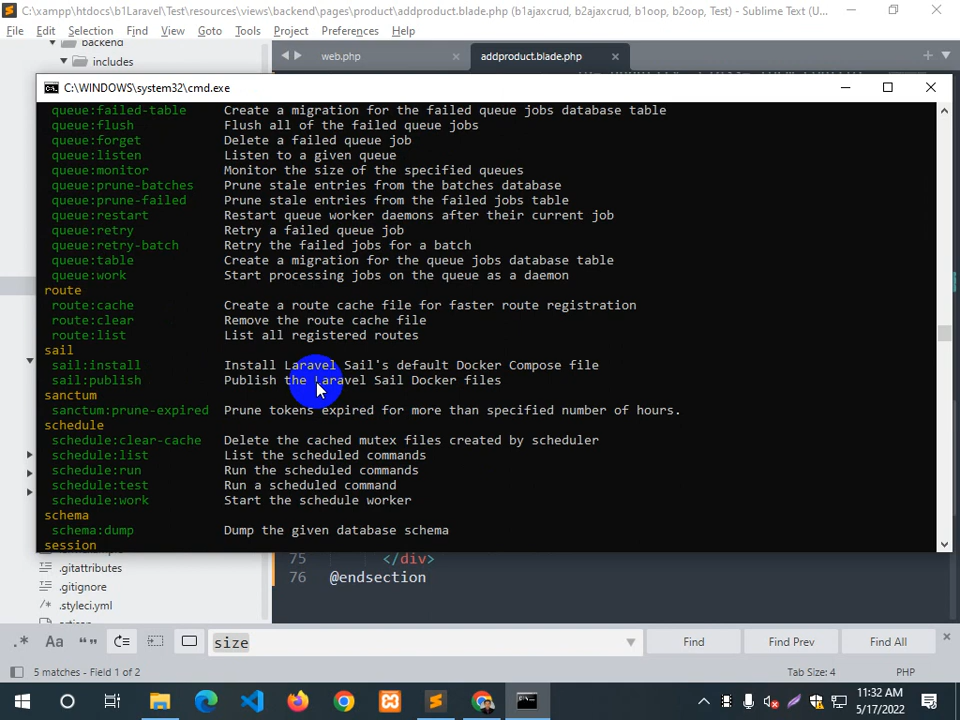 C:\xampp\htdocs\b1Laravel\Test\resources\views\backend\pages\product\addproduct.blade.php (b1ajaxcrud, b2ajaxcrud, b1oop, b2oop, Test) - Sublime Text (U...
File Edit Selection Find View Goto Tools Project Preferences Help
backend
includes
web.php
addproduct.blade.php
C:\WINDOWS\system32\cmd.exe
queue:failed-table Create a migration for the failed queue jobs database table
queue:flush Flush all of the failed queue jobs
queue:forget Delete a failed queue job
queue:listen Listen to a given queue
queue:monitor Monitor the size of the specified queues
queue:prune-batches Prune stale entries from the batches database
queue:prune-failed Prune stale entries from the failed jobs table
queue:restart Restart queue worker daemons after their current job
queue:retry Retry a failed queue job
queue:retry-batch Retry the failed jobs for a batch
queue:table Create a migration for the queue jobs database table
queue:work Start processing jobs on the queue as a daemon
route
route:cache Create a route cache file for faster route registration
route:clear Remove the route cache file
route:list List all registered routes
sail
sail:install Install Laravel Sail's default Docker Compose file
sail:publish Publish the Laravel Sail Docker files
sanctum
sanctum:prune-expired Prune tokens expired for more than specified number of hours.
schedule
schedule:clear-cache Delete the cached mutex files created by scheduler
schedule:list List the scheduled commands
schedule:run Run the scheduled commands
schedule:test Run a scheduled command
schedule:work Start the schedule worker
schema
schema:dump Dump the given database schema
session
75 </div>
76 @endsection
.gitattributes
.gitignore
.styleci.yml
size
Find Find Prev Find All
5 matches - Field 1 of 2 Tab Size: 4 PHP
11:32 AM
5/17/2022